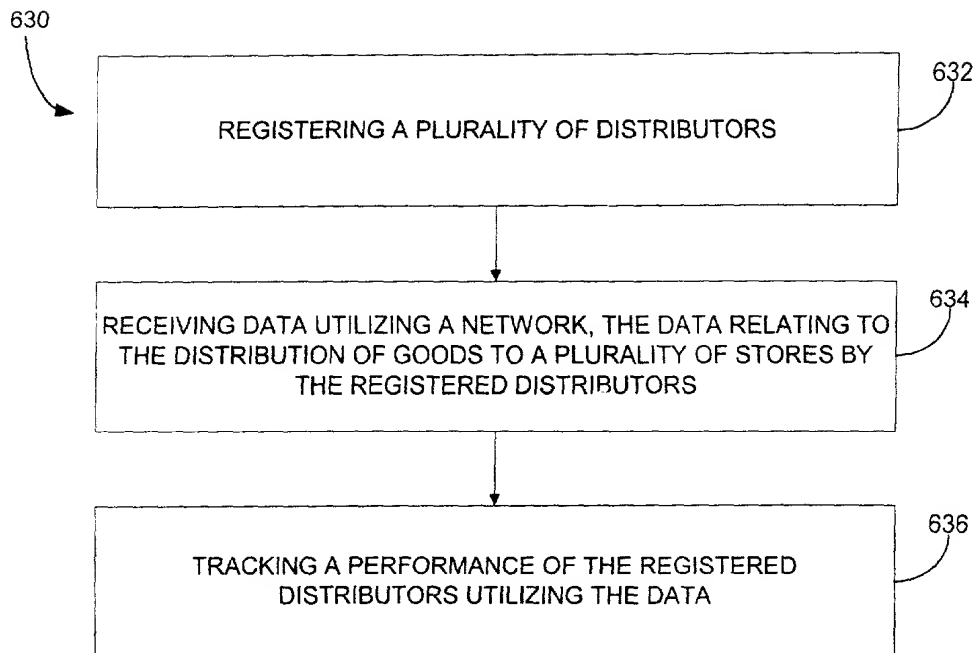 630
632
REGISTERING A PLURALITY OF DISTRIBUTORS
634
RECEIVING DATA UTILIZING A NETWORK, THE DATA RELATING TO
THE DISTRIBUTION OF GOODS TO A PLURALITY OF STORES BY
THE REGISTERED DISTRIBUTORS
636
TRACKING A PERFORMANCE OF THE REGISTERED
DISTRIBUTORS UTILIZING THE DATA